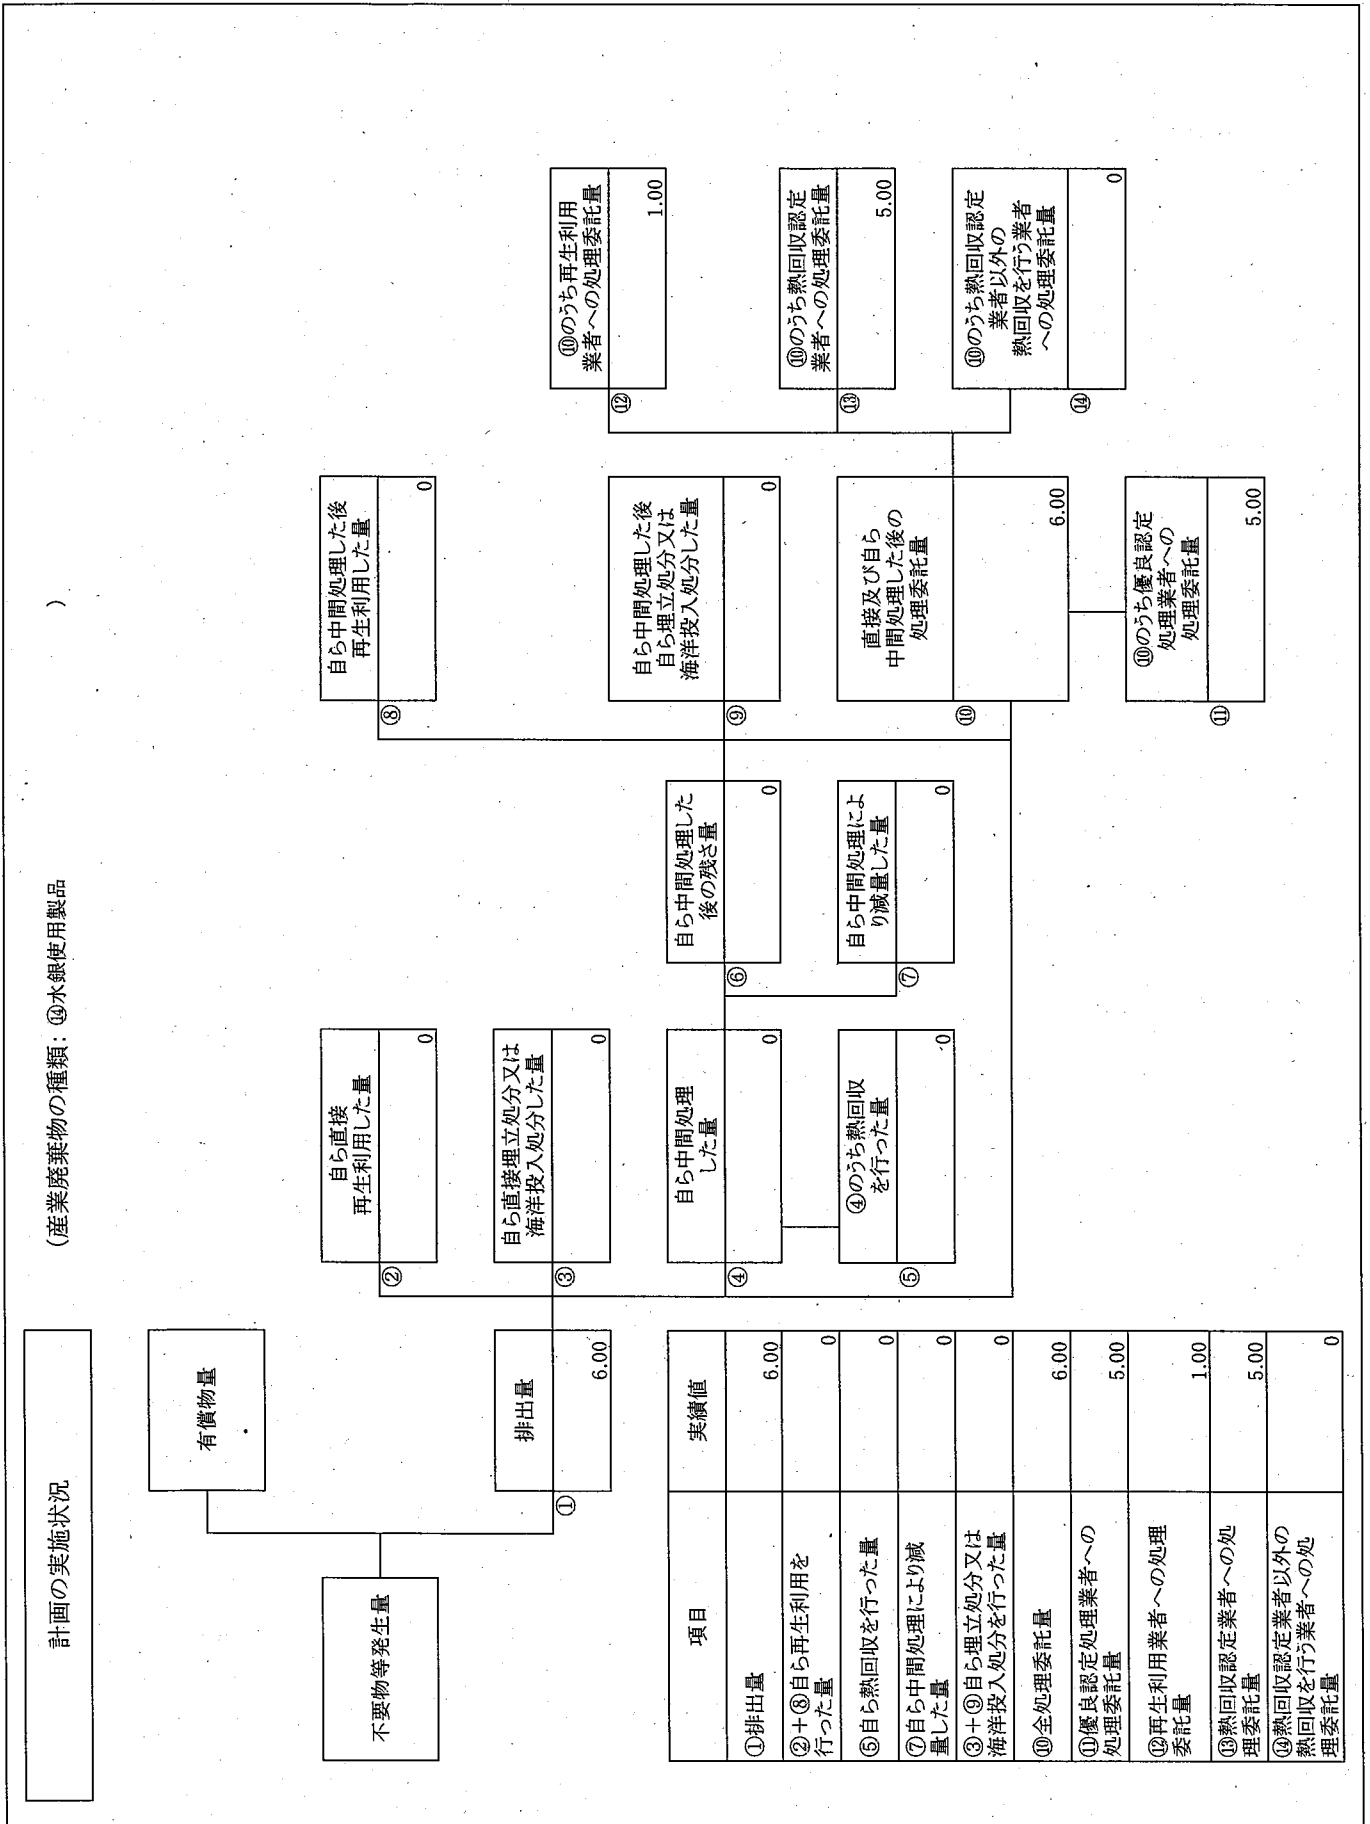 計画の実施状況
(産業廃棄物の種類: ⑭水銀使用製品
)
不要物等発生量
有償物量
①
排出量
6.00
②
自ら直接
再生利用した量
0
③
自ら直接埋立処分又は
海洋投入処分した量
0
④
自ら中間処理
した量
0
⑤
④のうち熱回収
を行った量
0
⑥
自ら中間処理した
後の残さ量
0
⑦
自ら中間処理によ
り減量した量
0
⑧
自ら中間処理した後
再生利用した量
0
⑨
自ら中間処理した後
自ら埋立処分又は
海洋投入処分した量
0
⑩
直接及び自ら
中間処理した後の
処理委託量
6.00
⑪
⑩のうち優良認定
処理業者への
処理委託量
5.00
⑫
⑩のうち再生利用
業者への処理委託量
1.00
⑬
⑩のうち熱回収認定
業者への処理委託量
5.00
⑭
⑩のうち熱回収認定
業者以外の
熱回収を行う業者
への処理委託量
0
項目 実績値
①排出量 6.00
②+⑧自ら再生利用を
行った量 0
⑤自ら熱回収を行った量 0
⑦自ら中間処理により減
量した量 0
③+⑨自ら埋立処分又は
海洋投入処分を行った量 0
⑩全処理委託量 6.00
⑪優良認定処理業者への
処理委託量 5.00
⑫再生利用業者への処理
委託量 1.00
⑬熱回収認定業者への処
理委託量 5.00
⑭熱回収認定業者以外の
熱回収を行う業者への処
理委託量 0